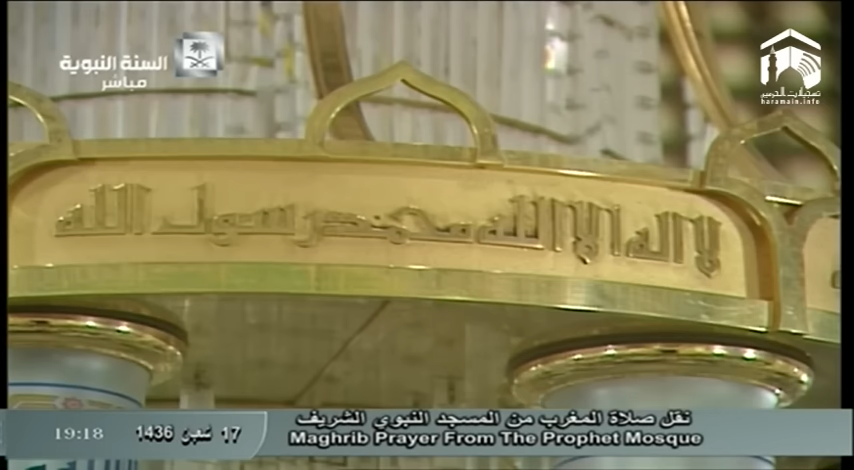 السنة النبوية
مباشر
تسجيلات الحرمين
haramain.info
لا اله الا الله محمد رسول الله
نقل صلاة المغرب من المسجد النبوي الشريف
Maghrib Prayer From The Prophet Mosque
17 شعبن 1436
19:18